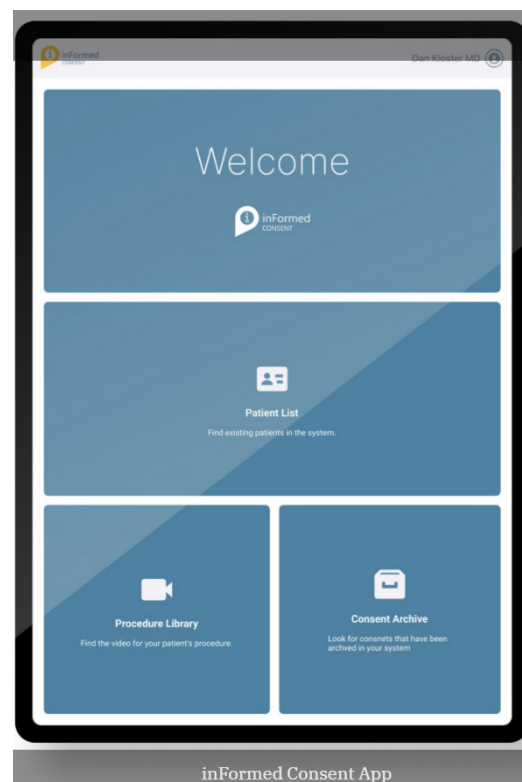 inFormed
CONSENT
Dan Kloster MD
Welcome
inFormed
CONSENT
Patient List
Find existing patients in the system.
Procedure Library
Find the video for your patient's procedure.
Consent Archive
Look for consnets that have been
archved in your system
inFormed Consent App